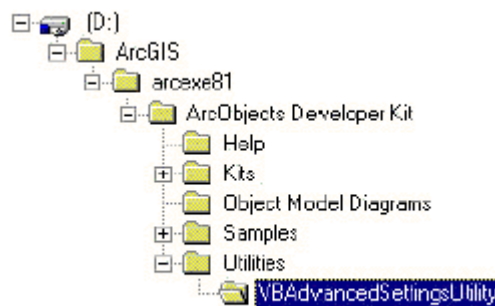 (D:)
ArcGIS
arcexe81
ArcObjects Developer Kit
Help
Kits
Object Model Diagrams
Samples
Utilities
VBAdvancedSettingsUtility